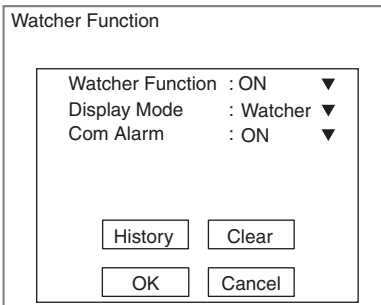 Watcher Function
Watcher Function : ON ▼
Display Mode : Watcher ▼
Com Alarm : ON ▼
History Clear
OK Cancel